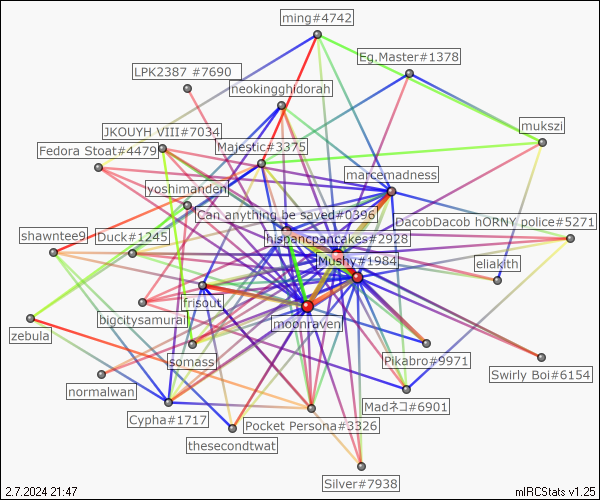 ming#4742
Eg.Master#1378
LPK2387 #7690
neokingghidorah
mukszi
JKOUYH VIII#7034
Majestic#3375
Fedora Stoat#4479
marcemadness
yoshimanden
Can anything be saved#0396
DacobDacob hORNY police#5271
shawntee9
Duck#1245
hispancpancakes#2928
Mushy#1984
eliaklth
frisout
bigcitysamurai
moonraven
zebula
somass
Pikabro#9971
Swirly Boi#6154
normalwan
Madネコ#6901
Cypha#1717
Pocket Persona#3326
thesecondtwat
Silver#7938
2.7.2024 21:47
mIRCStats v1.25